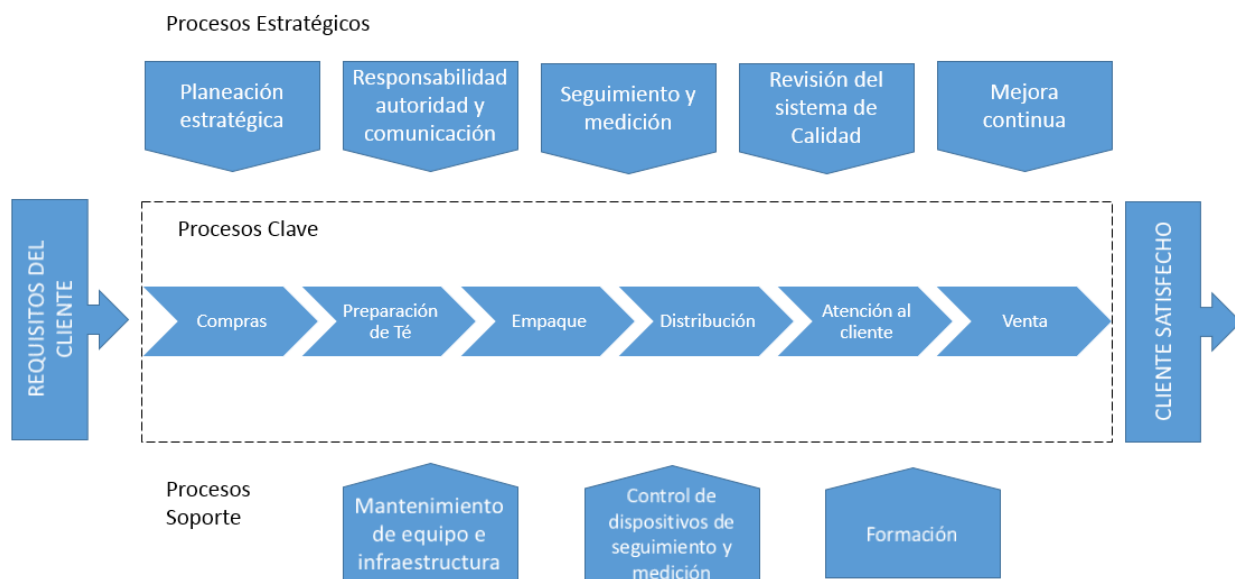 Procesos Estratégicos
Planeación
estratégica
Responsabilidad
autoridad y
comunicación
Seguimiento y
medición
Revisión del
sistema de
Calidad
Mejora
continua
REQUISITOS DEL
CLIENTE
Procesos Clave
Compras
Preparación
de Té
Empaque
Distribución
Atención al
cliente
Venta
CLIENTE SATISFECHO
Procesos
Soporte
Mantenimiento
de equipo e
infraestructura
Control de
dispositivos de
seguimiento y
medición
Formación